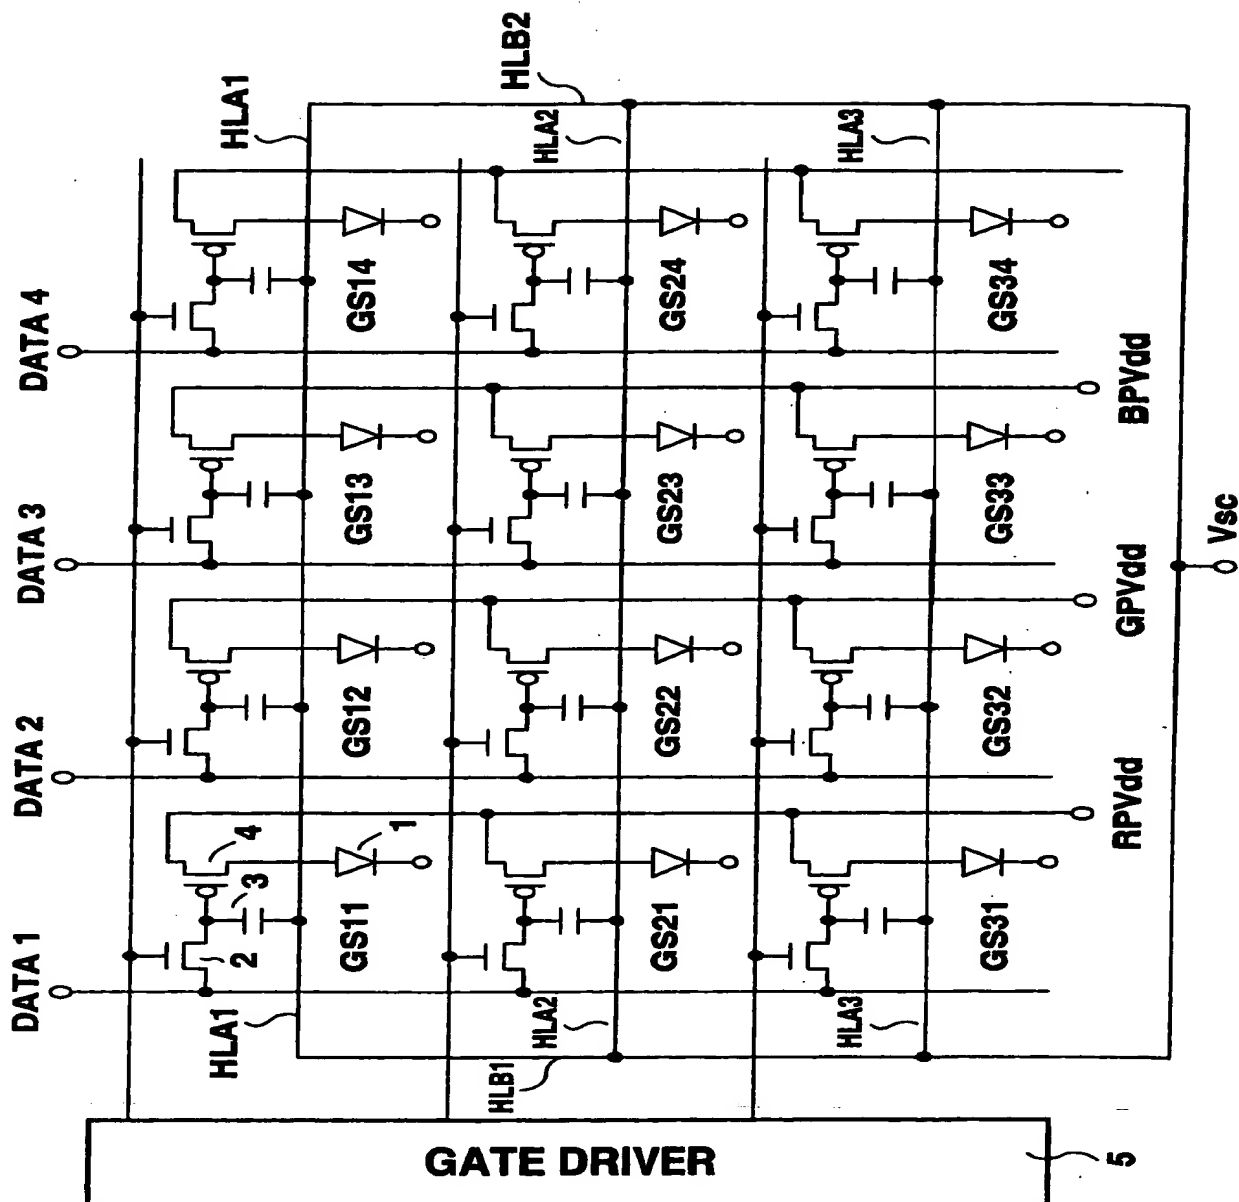 DATA 1
DATA 2
DATA 3
DATA 4
HLA1
HLA1
HLB2
2
3
4
1
GS11
GS12
GS13
GS14
HLA2
HLA2
HLB1
GS21
GS22
GS23
GS24
HLA3
HLA3
GS31
GS32
GS33
GS34
RPVdd
GPVdd
BPVdd
Vsc
GATE DRIVER
5